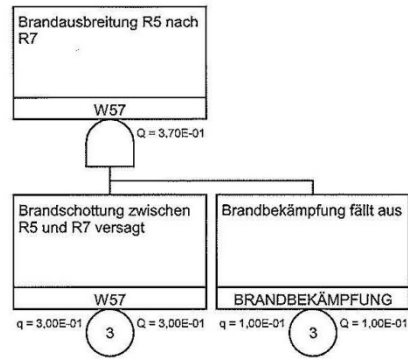 Brandausbreitung R5 nach
R7
W57
Q = 3,70E-01
Brandschottung zwischen
R5 und R7 versagt
W57
q = 3,00E-01
3
Q = 3,00E-01
Brandbekämpfung fällt aus
BRANDBEKÄMPFUNG
q = 1,00E-01
3
Q = 1,00E-01